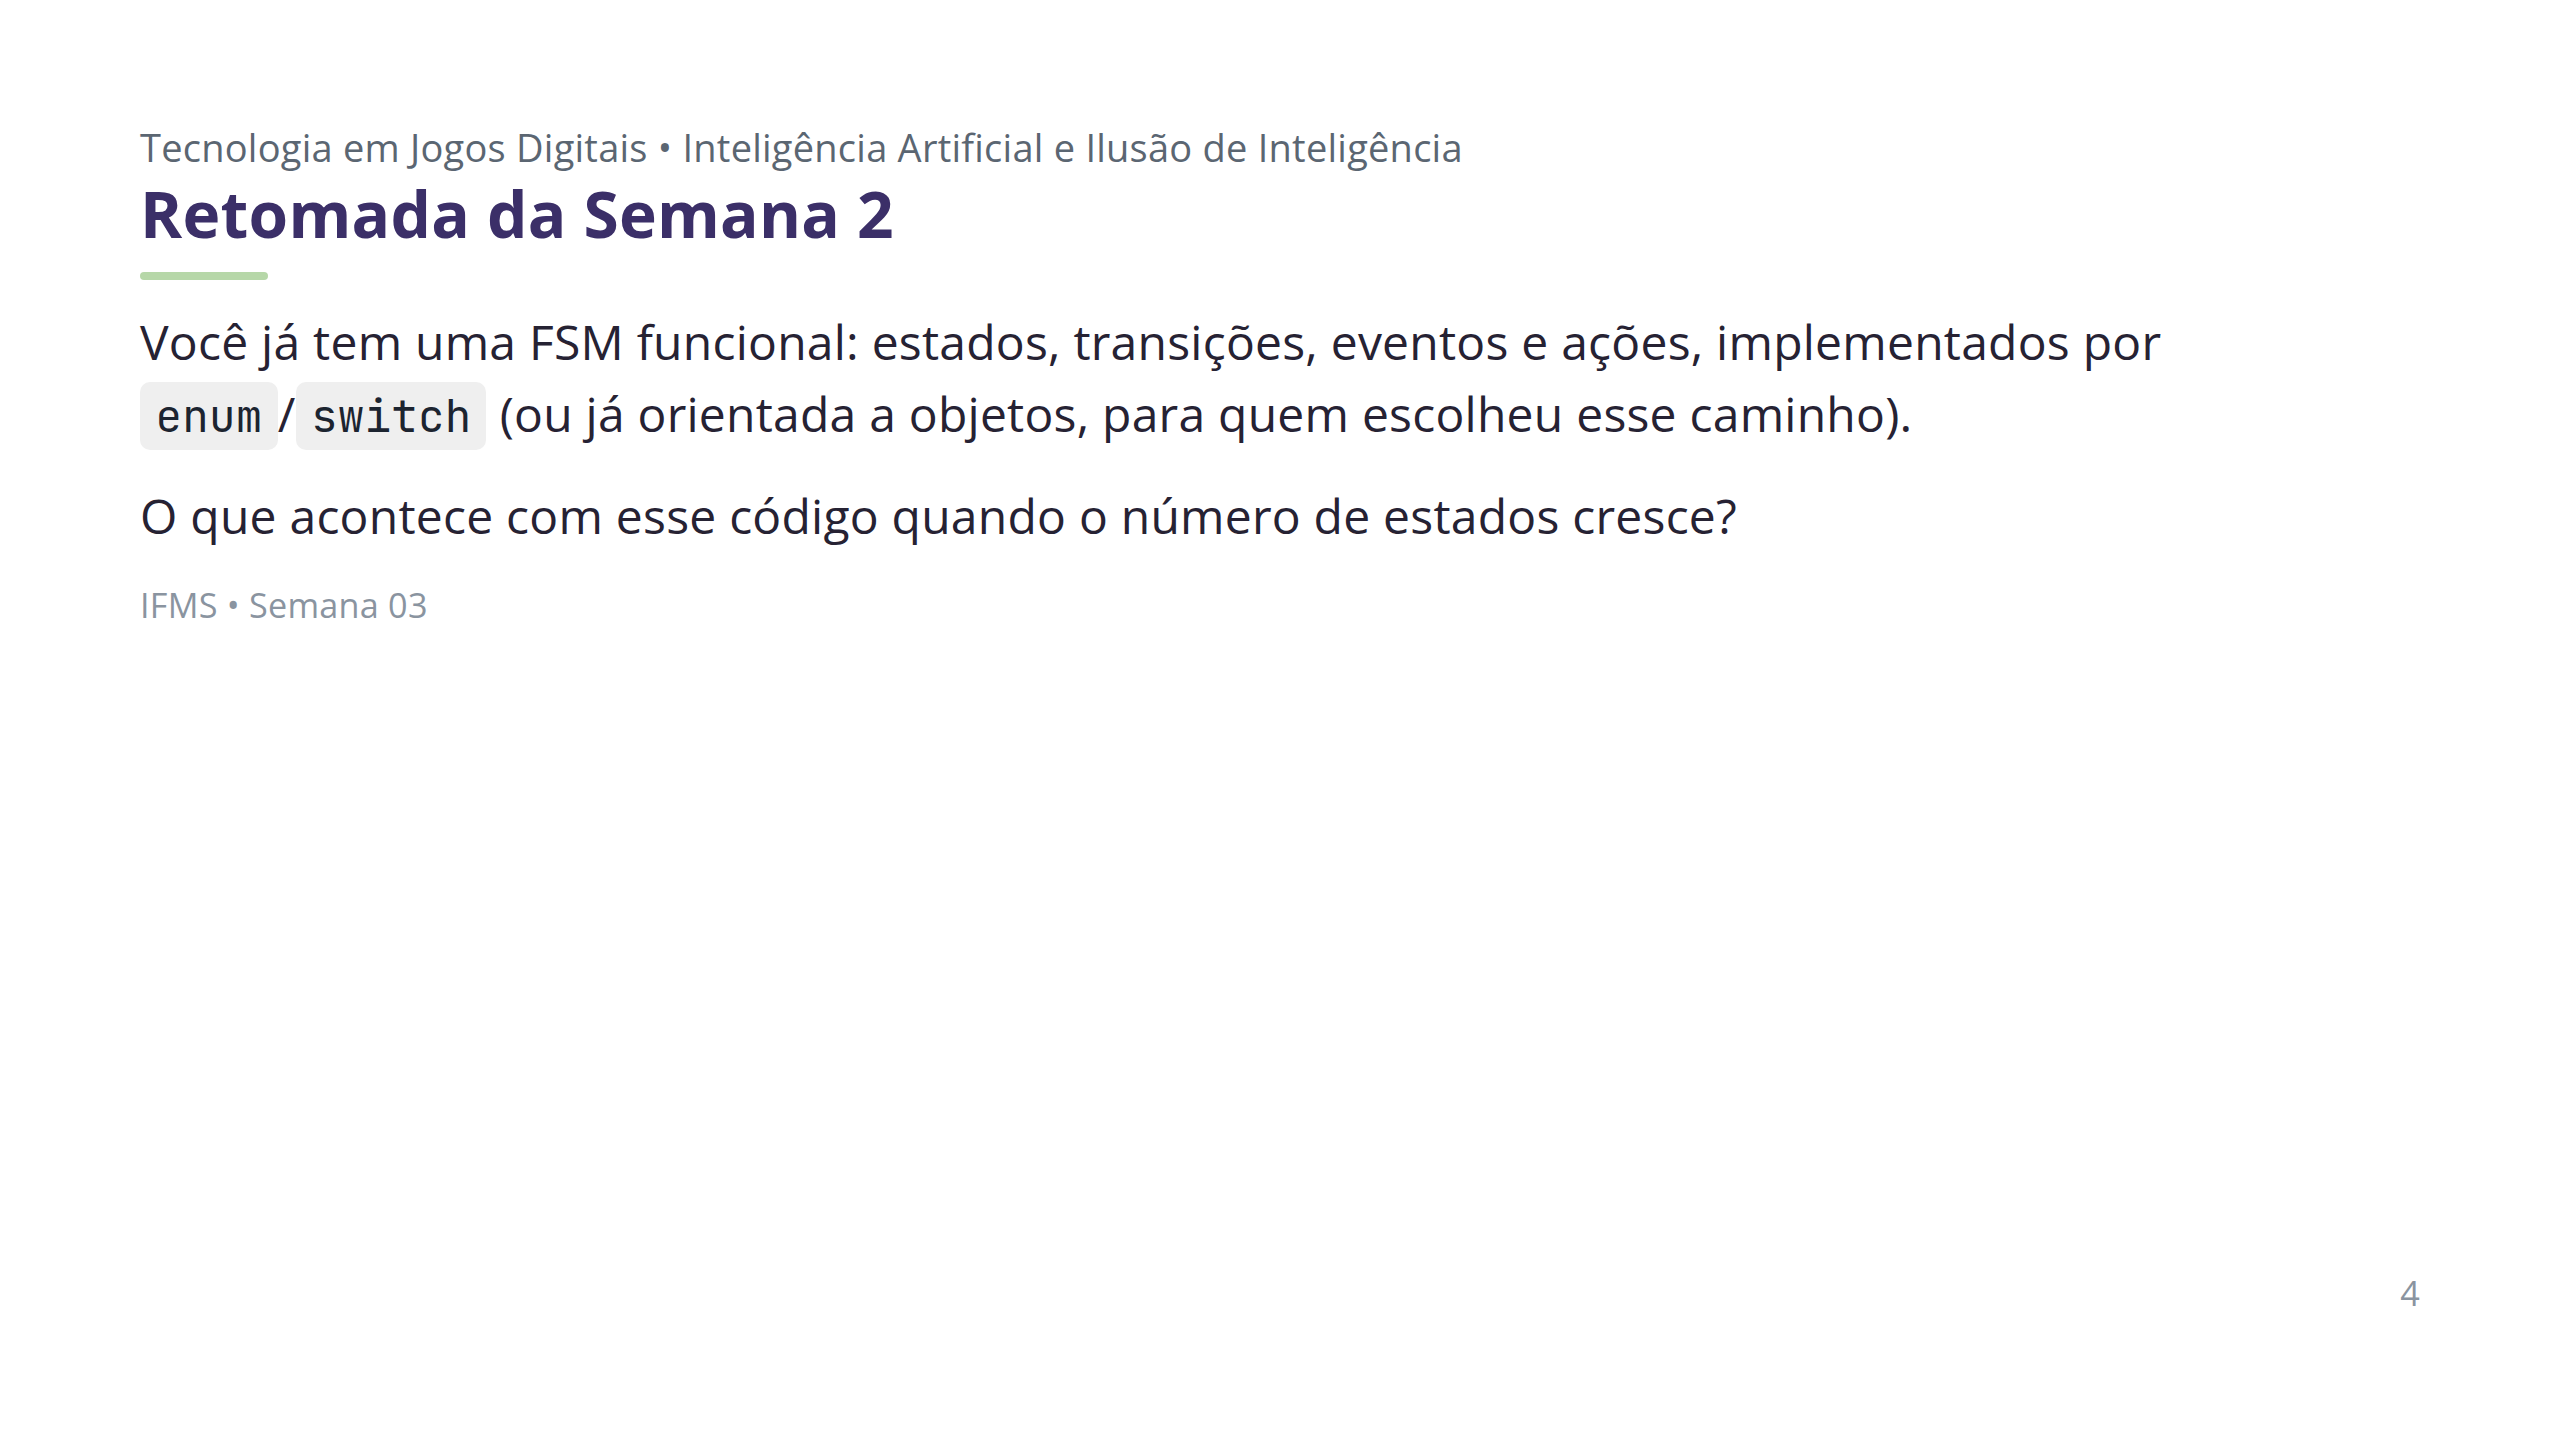 Tecnologia em Jogos Digitais • Inteligência Artificial e Ilusão de Inteligência
Retomada da Semana 2
Você já tem uma FSM funcional: estados, transições, eventos e ações, implementados por
enum/switch (ou já orientada a objetos, para quem escolheu esse caminho).
O que acontece com esse código quando o número de estados cresce?
IFMS • Semana 03
4